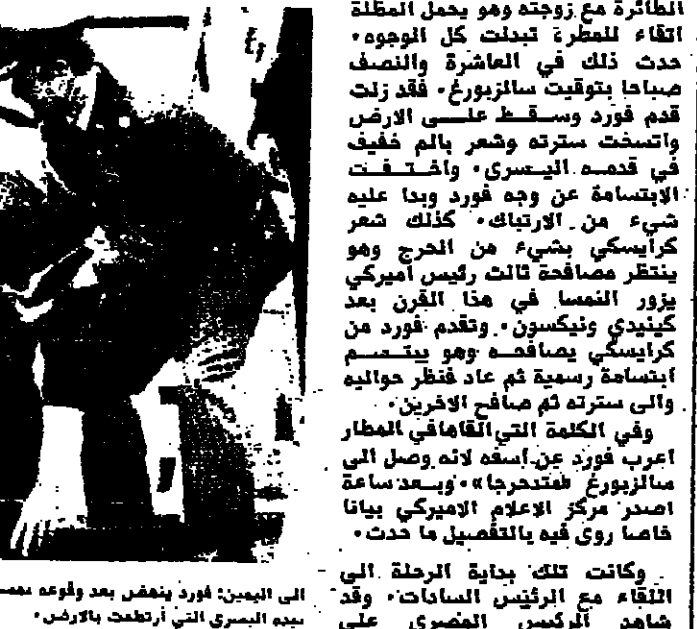 الطائرة مع زوجته وهو يحمل المظلة
اتقاء للمطر، تبدلت كل الوجوه.
حدث ذلك في العاشرة والنصف
صباحا بتوقيت سالزبورغ. فقد زلت
قدم فورد وسقط على الارض
واتسخت سترته وشعر بالم خفيف
في قدمه اليسرى. واختفت
الابتسامة عن وجه فورد وبدا عليه
شيء من الارتباك. كذلك شعر
كرايسكي بشيء من الحرج وهو
ينتظر مصافحة ثالث رئيس اميركي
يزور النمسا في هذا القرن بعد
كينيدي ونيكسون. وتقدم فورد من
كرايسكي يصافحه وهو يبتسم
ابتسامة رسمية ثم عاد فنظر حواليه
والى سترته ثم صافح الاخرين.
وفي الكلمة التي القاها في المطار
اعرب فورد عن اسفه لانه وصل الى
سالزبورغ «متدحرجا». وبعد ساعة
اصدر مركز الاعلام الاميركي بيانا
خاصا روى فيه بالتفصيل ما حدث.
وكانت تلك بداية الرحلة الى
اللقاء مع الرئيس السادات. وقد
شاهد الرئيس المصري على
الى اليمين: فورد ينهض بعد وقوعه
بيده اليسرى التي أرتطمت بالارض.